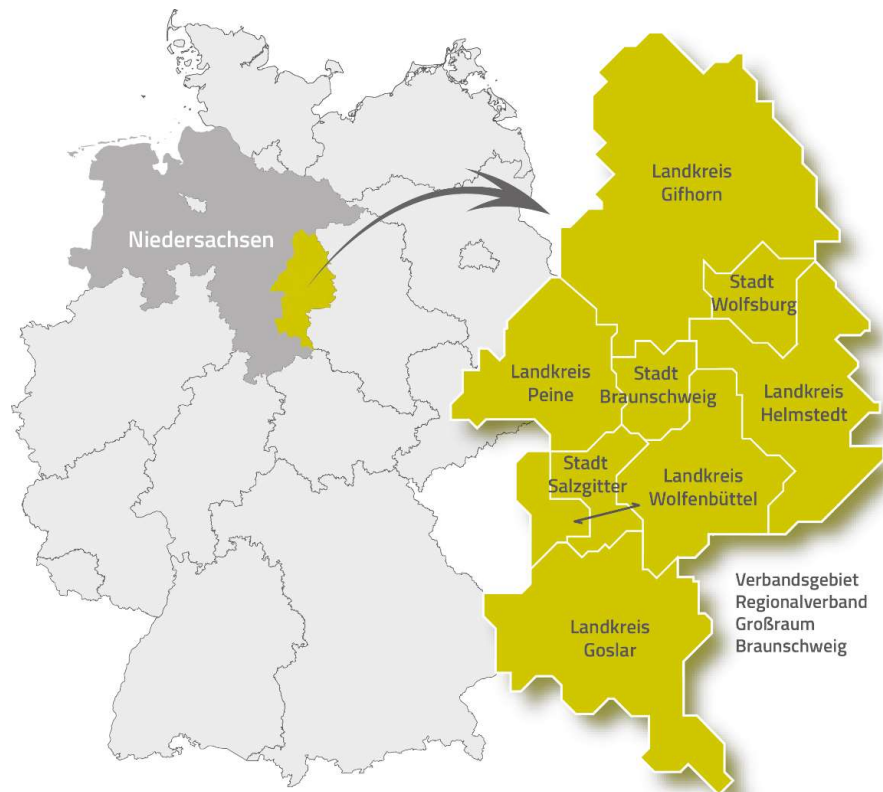 Niedersachsen
Landkreis
Gifhorn
Stadt
Wolfsburg
Landkreis
Peine
Stadt
Braunschweig
Landkreis
Helmstedt
Stadt
Salzgitter
Landkreis
Wolfenbüttel
Landkreis
Goslar
Verbandsgebiet
Regionalverband
Großraum
Braunschweig